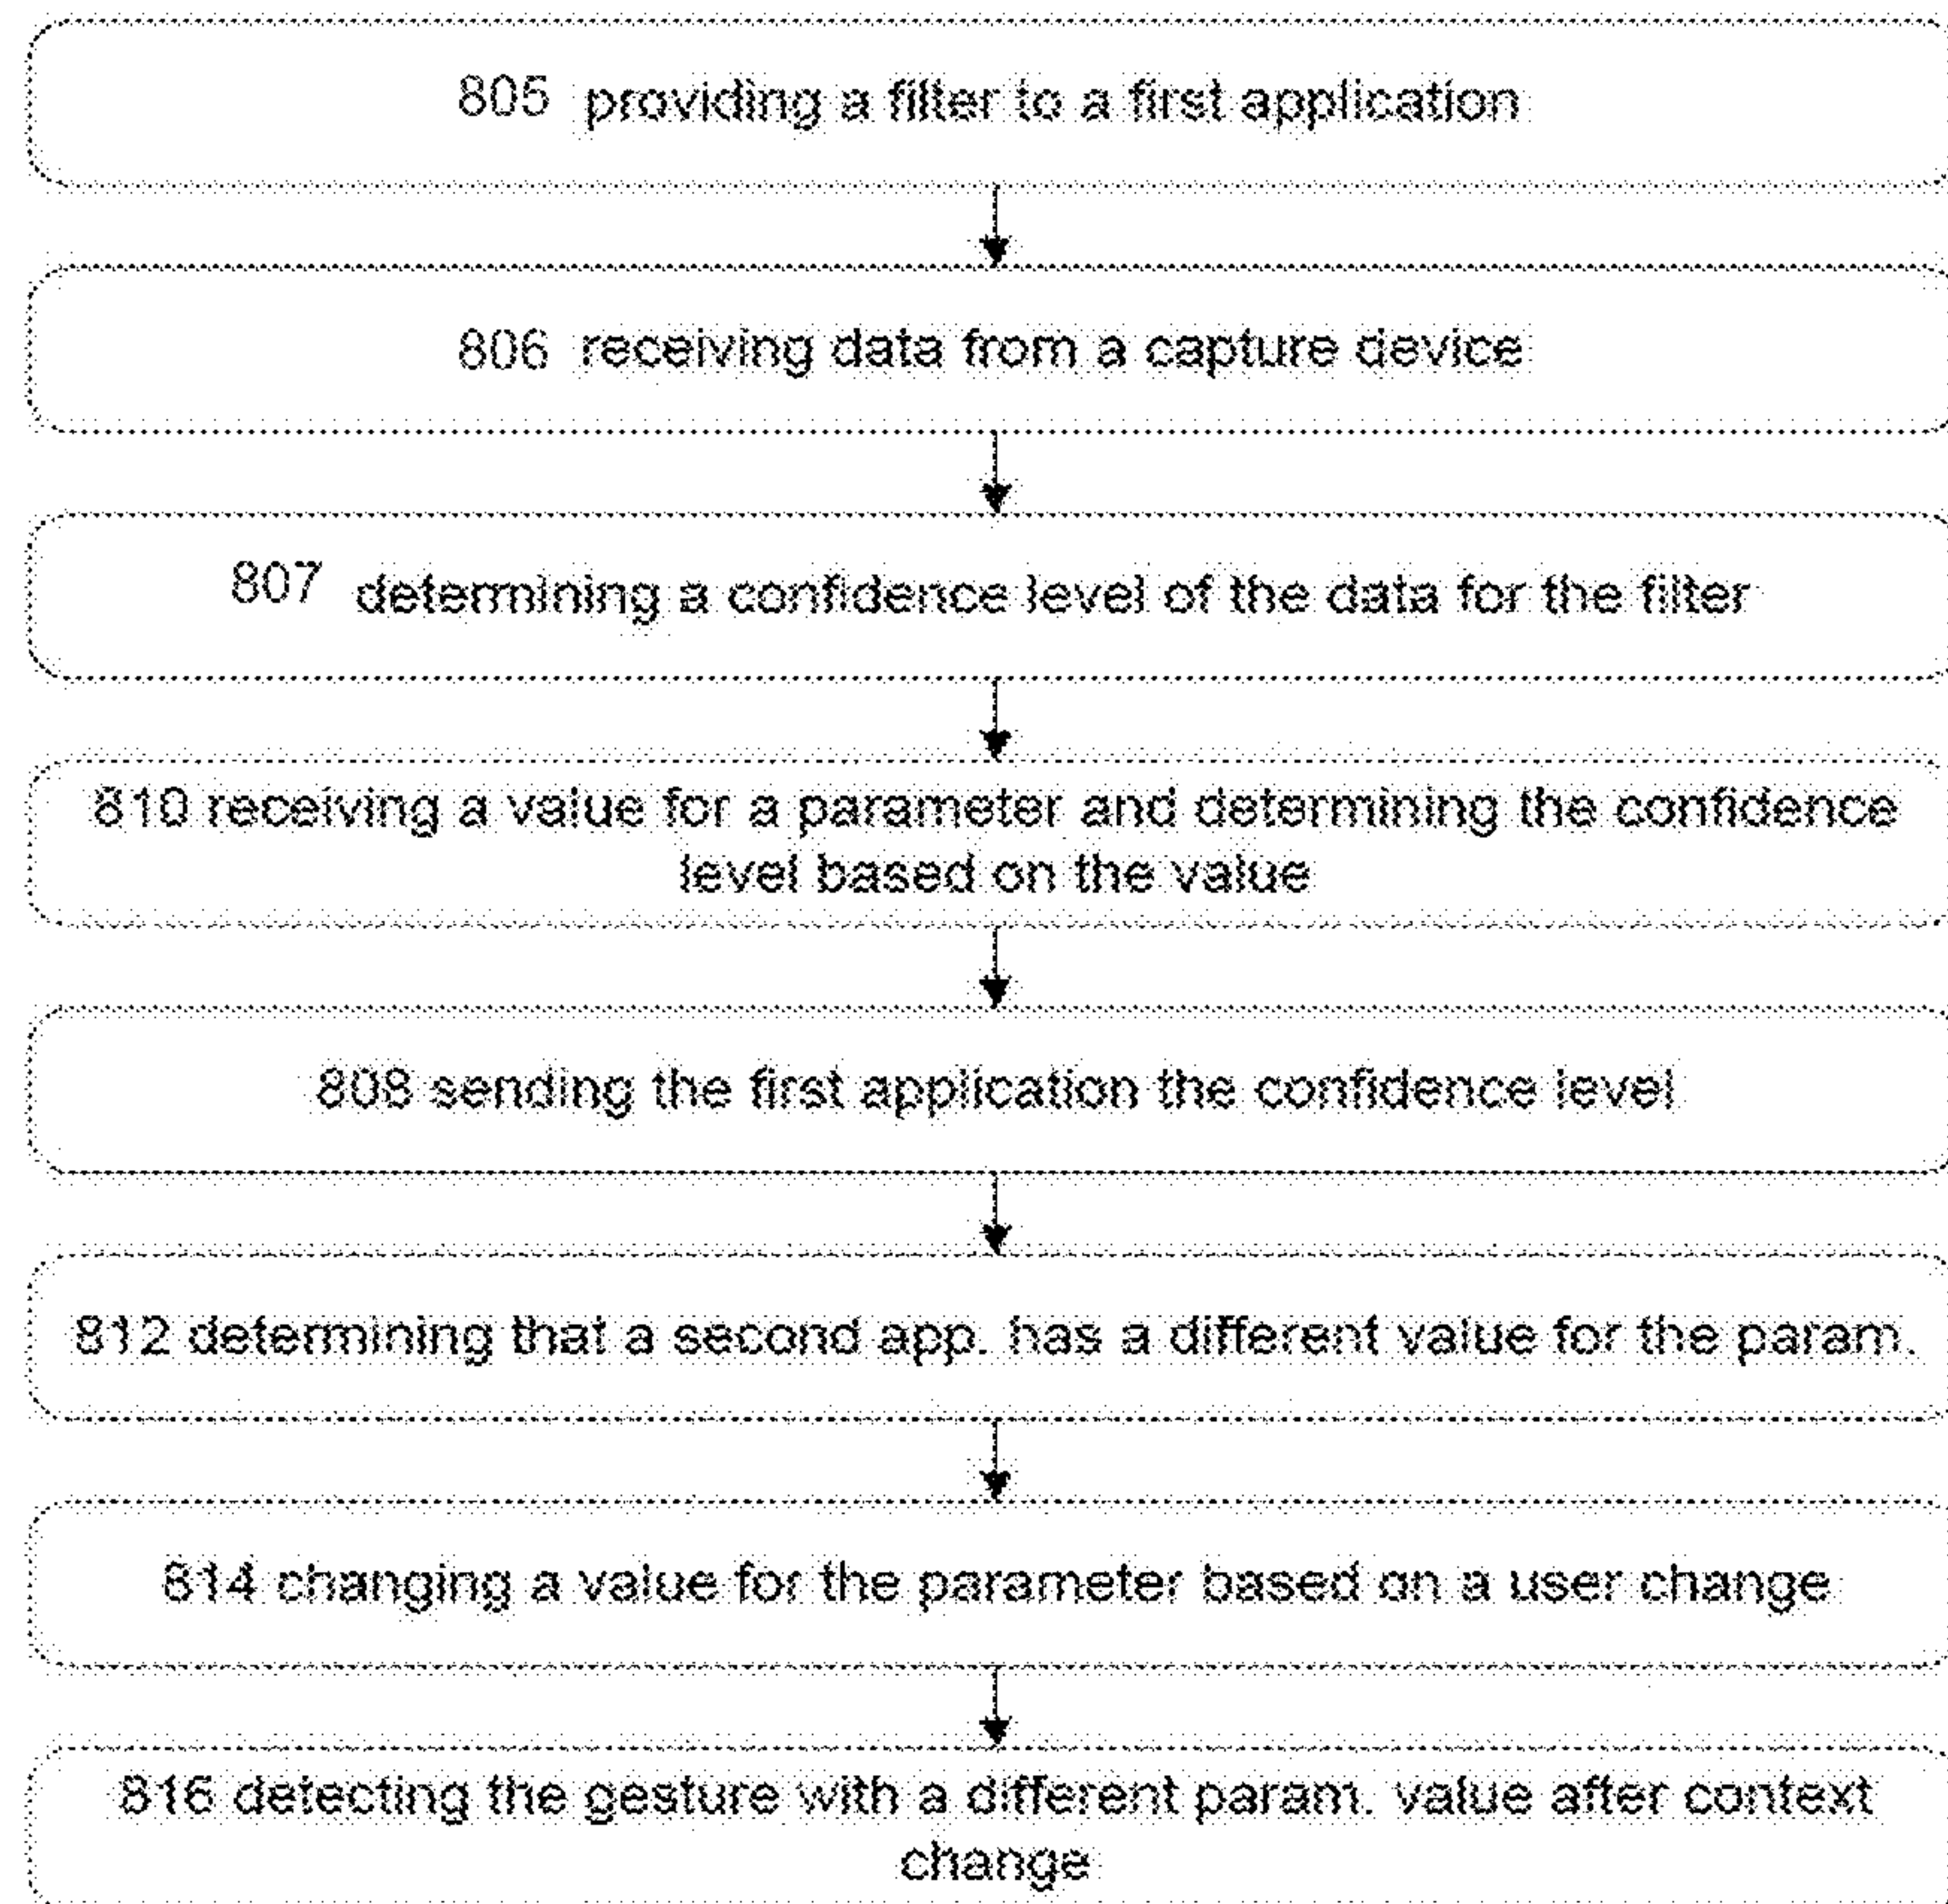 805 providing a filter to a first application
806 receiving data from a capture device
807 determining a confidence level of the data for the filter
810 receiving a value for a parameter and determining the confidence
level based on the value
808 sending the first application the confidence level
812 determining that a second app. has a different value for the param.
814 changing a value for the parameter based on a user change
816 detecting the gesture with a different param. value after context
change